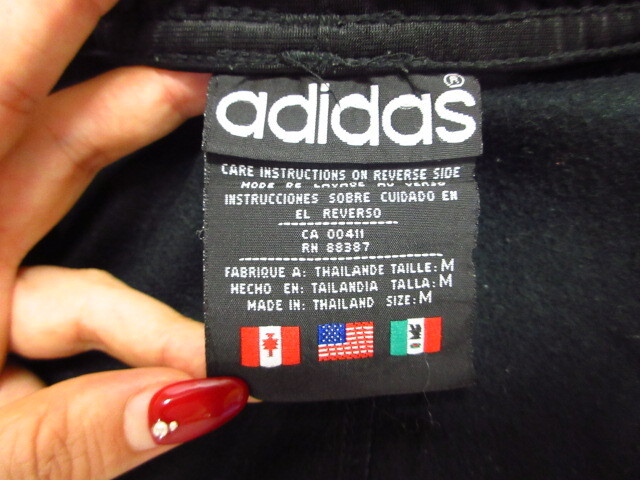 adidas®
CARE INSTRUCTIONS ON REVERSE SIDE
MODE DE LAVAGE AU VERSO
INSTRUCCIONES SOBRE CUIDADO EN
EL REVERSO
CA 00411
RN 88387
FABRIQUE A: THAILANDE TAILLE: M
HECHO EN: TAILANDIA TALLA: M
MADE IN: THAILAND SIZE: M